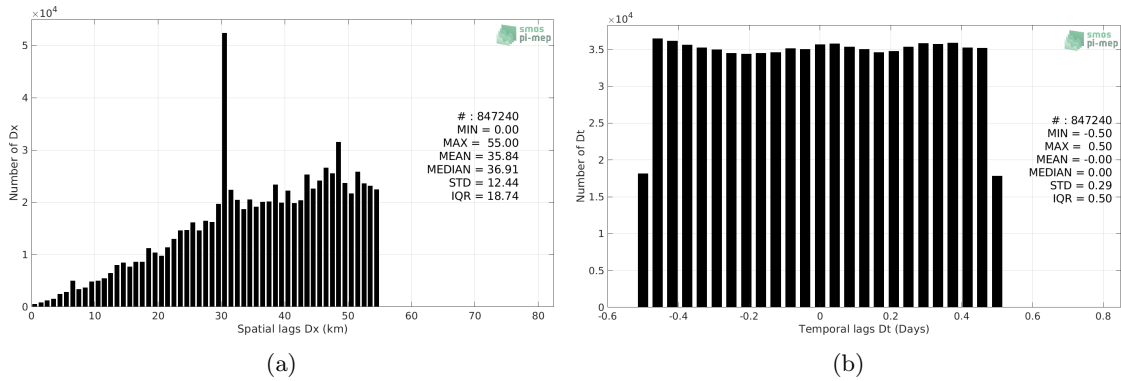 ×10⁴
smos
pi-mep
5
4
3
2
1
0
Number of Dx
# : 847240
MIN = 0.00
MAX = 55.00
MEAN = 35.84
MEDIAN = 36.91
STD = 12.44
IQR = 18.74
0 10 20 30 40 50 60 70 80
Spatial lags Dx (km)
(a)
×10⁴
smos
pi-mep
3.5
3
2.5
2
1.5
1
0.5
0
Number of Dt
# : 847240
MIN = -0.50
MAX = 0.50
MEAN = -0.00
MEDIAN = 0.00
STD = 0.29
IQR = 0.50
-0.6 -0.4 -0.2 0 0.2 0.4 0.6 0.8
Temporal lags Dt (Days)
(b)